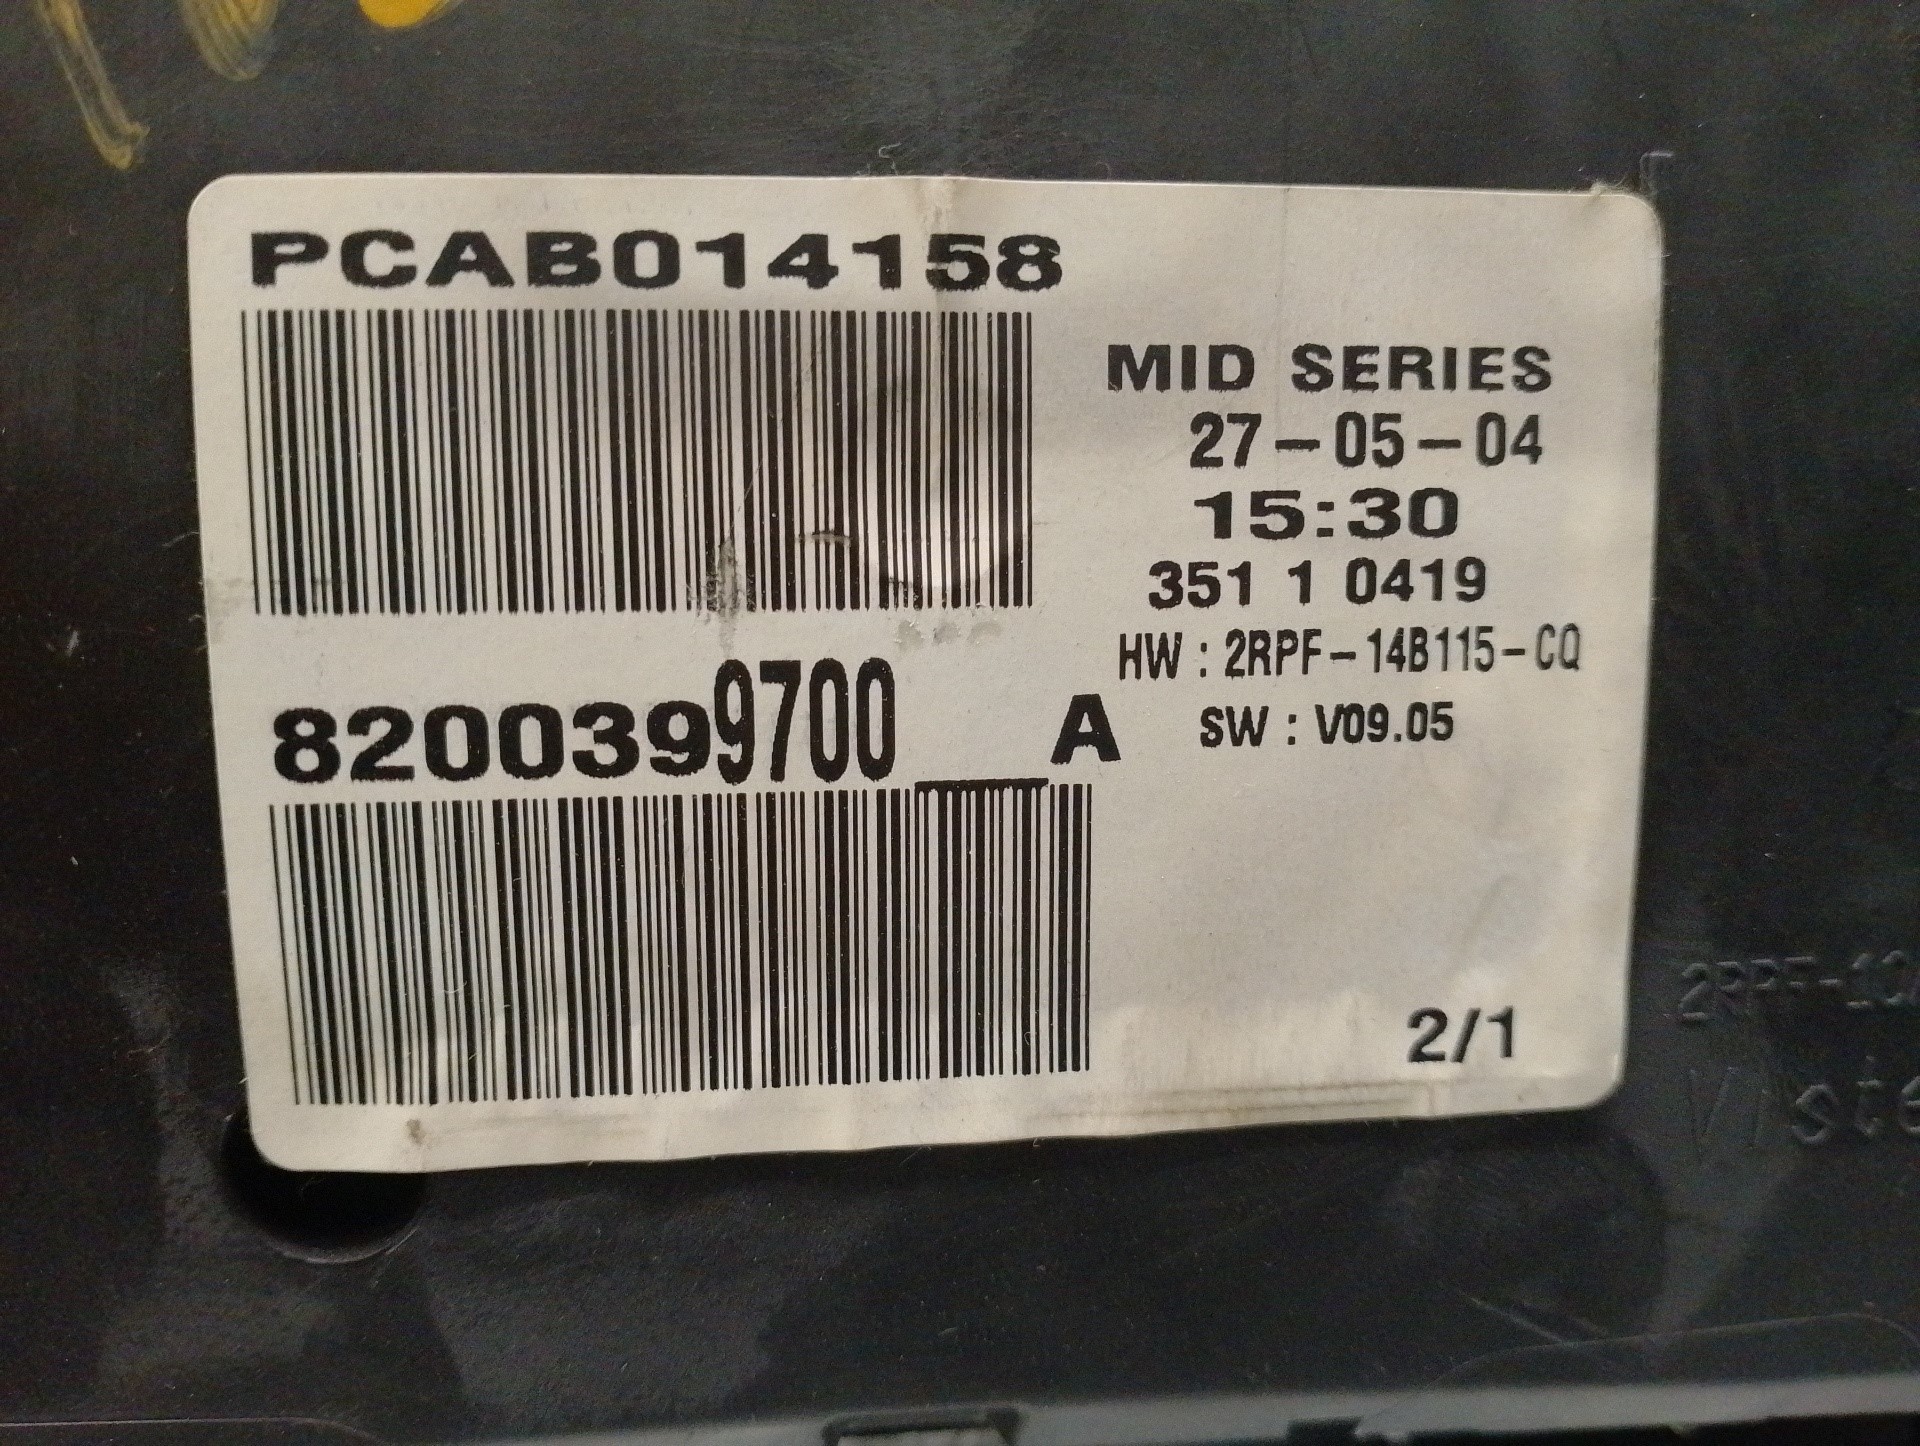 PCAB014158
MID SERIES
27-05-04
15:30
351 1 0419
HW : 2RPF-14B115-CQ
8200399700__A
SW : V09.05
2/1